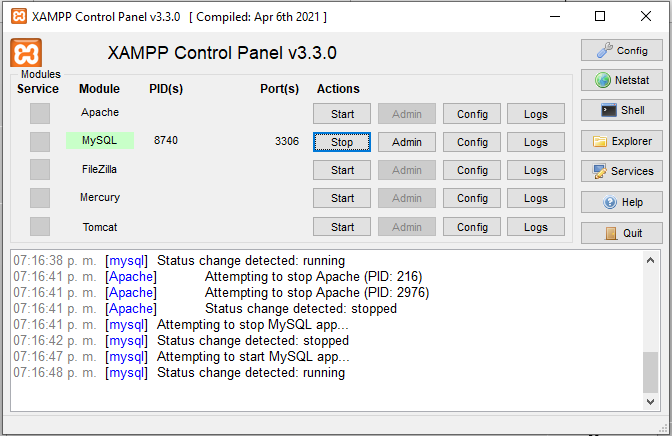 XAMPP Control Panel v3.3.0 [ Compiled: Apr 6th 2021 ]
XAMPP Control Panel v3.3.0
Config
Modules
Service Module PID(s) Port(s) Actions
Netstat
Apache Start Admin Config Logs
Shell
MySQL 8740 3306 Stop Admin Config Logs
Explorer
FileZilla Start Admin Config Logs
Services
Mercury Start Admin Config Logs
Help
Tomcat Start Admin Config Logs
Quit
07:16:38 p. m. [mysql] Status change detected: running
07:16:41 p. m. [Apache] Attempting to stop Apache (PID: 216)
07:16:41 p. m. [Apache] Attempting to stop Apache (PID: 2976)
07:16:41 p. m. [Apache] Status change detected: stopped
07:16:41 p. m. [mysql] Attempting to stop MySQL app...
07:16:42 p. m. [mysql] Status change detected: stopped
07:16:47 p. m. [mysql] Attempting to start MySQL app...
07:16:48 p. m. [mysql] Status change detected: running